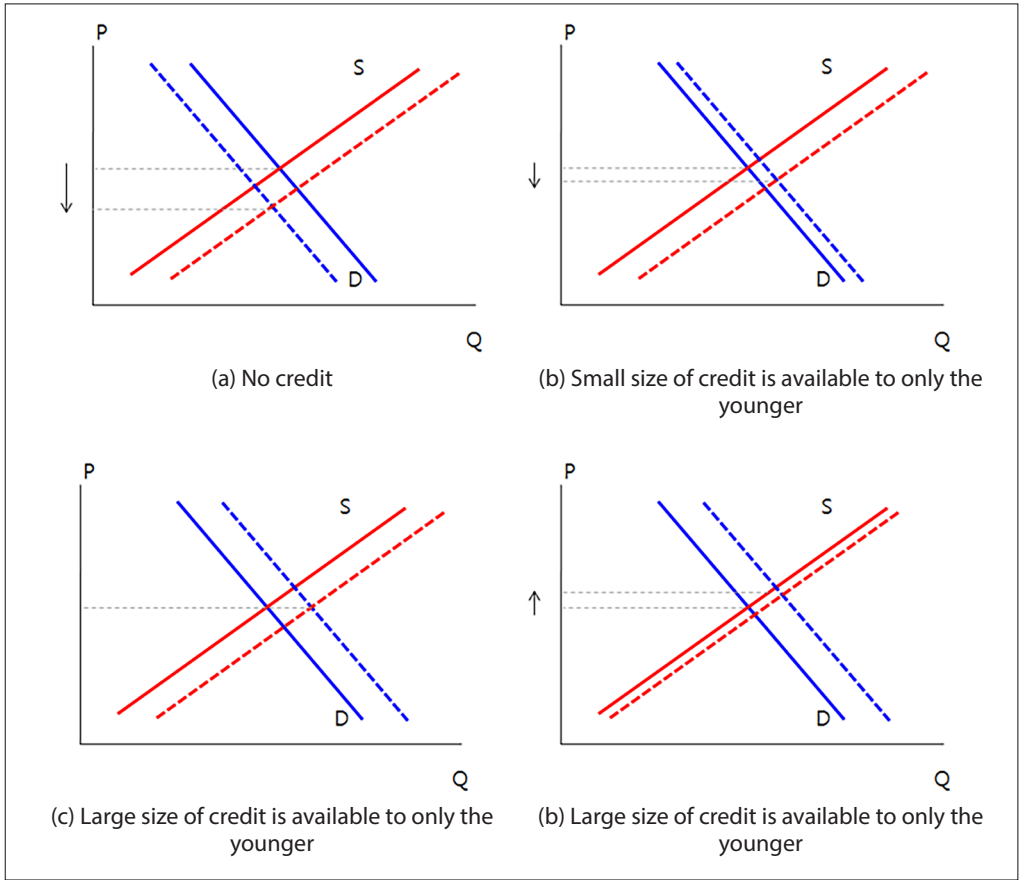 P
S
D
Q
(a) No credit
P
S
D
Q
(b) Small size of credit is available to only the
younger
P
S
D
Q
(c) Large size of credit is available to only the
younger
P
S
D
Q
(b) Large size of credit is available to only the
younger